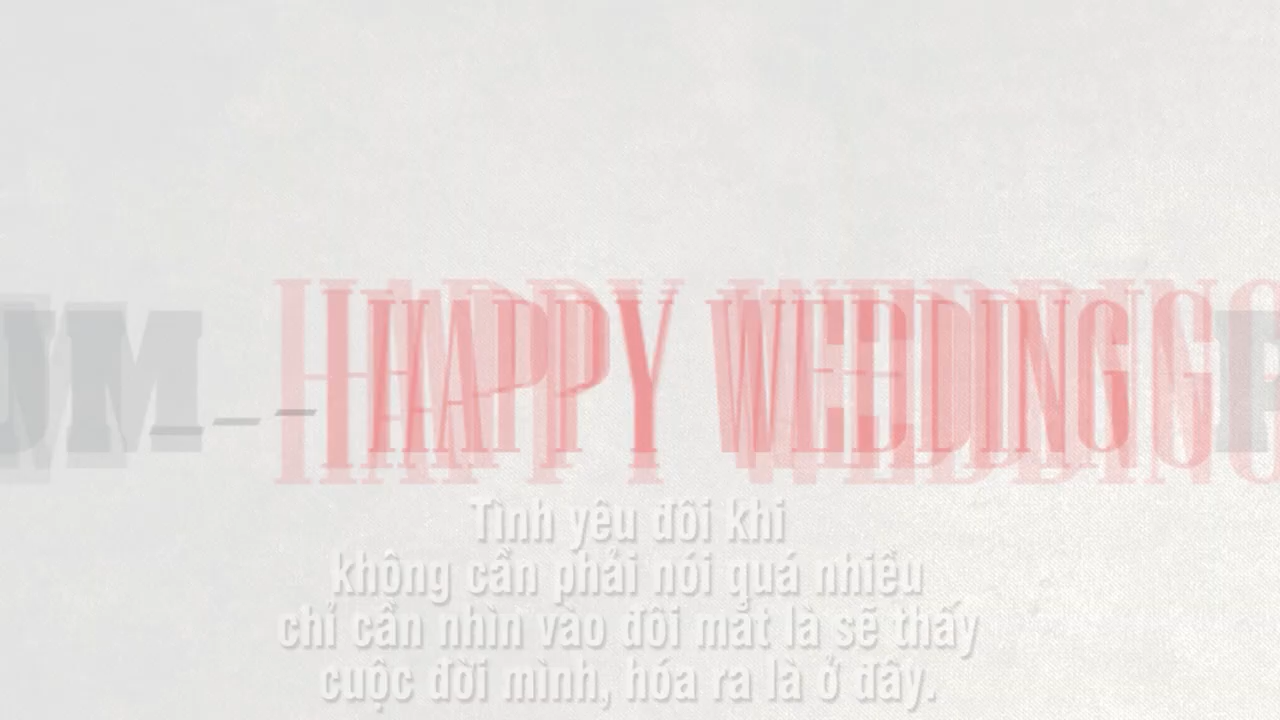 UM
HAPPY WEDDING
Tình yêu đôi khi
không cần phải nói quá nhiều
chỉ cần nhìn vào đôi mắt là sẽ thấy
cuộc đời mình, hóa ra là ở đây.